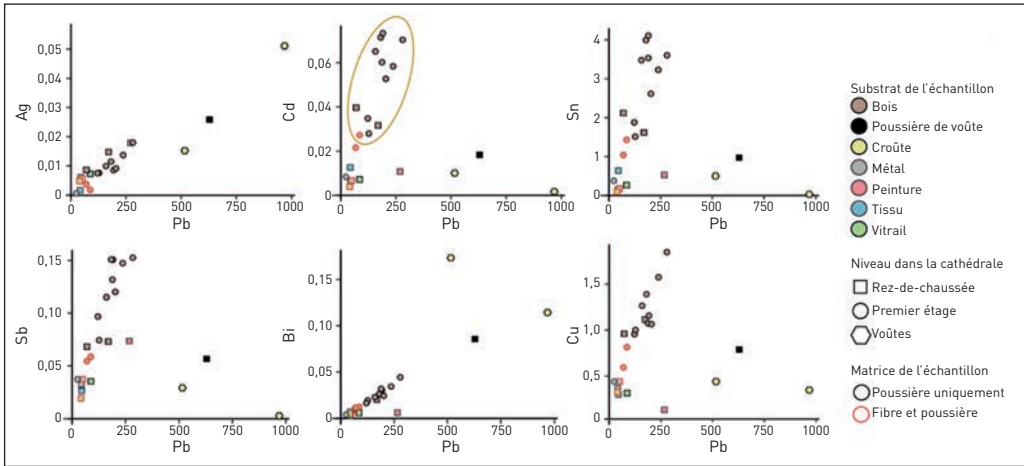 0,05
0,04
0,03
0,02
0,01
0
Ag
0
250
500
750
1000
Pb
0,06
0,04
0,02
0
Cd
0
250
500
750
1000
Pb
4
3
2
1
0
Sn
0
250
500
750
1000
Pb
0,15
0,10
0,05
0
Sb
0
250
500
750
1000
Pb
0,15
0,10
0,05
0
Bi
0
250
500
750
1000
Pb
1,5
1,0
0,5
0
Cu
0
250
500
750
1000
Pb
Substrat de l'échantillon
Bois
Poussière de voûte
Croûte
Métal
Peinture
Tissu
Vitrail
Niveau dans la cathédrale
Rez-de-chaussée
Premier étage
Voûtes
Matrice de l'échantillon
Poussière uniquement
Fibre et poussière